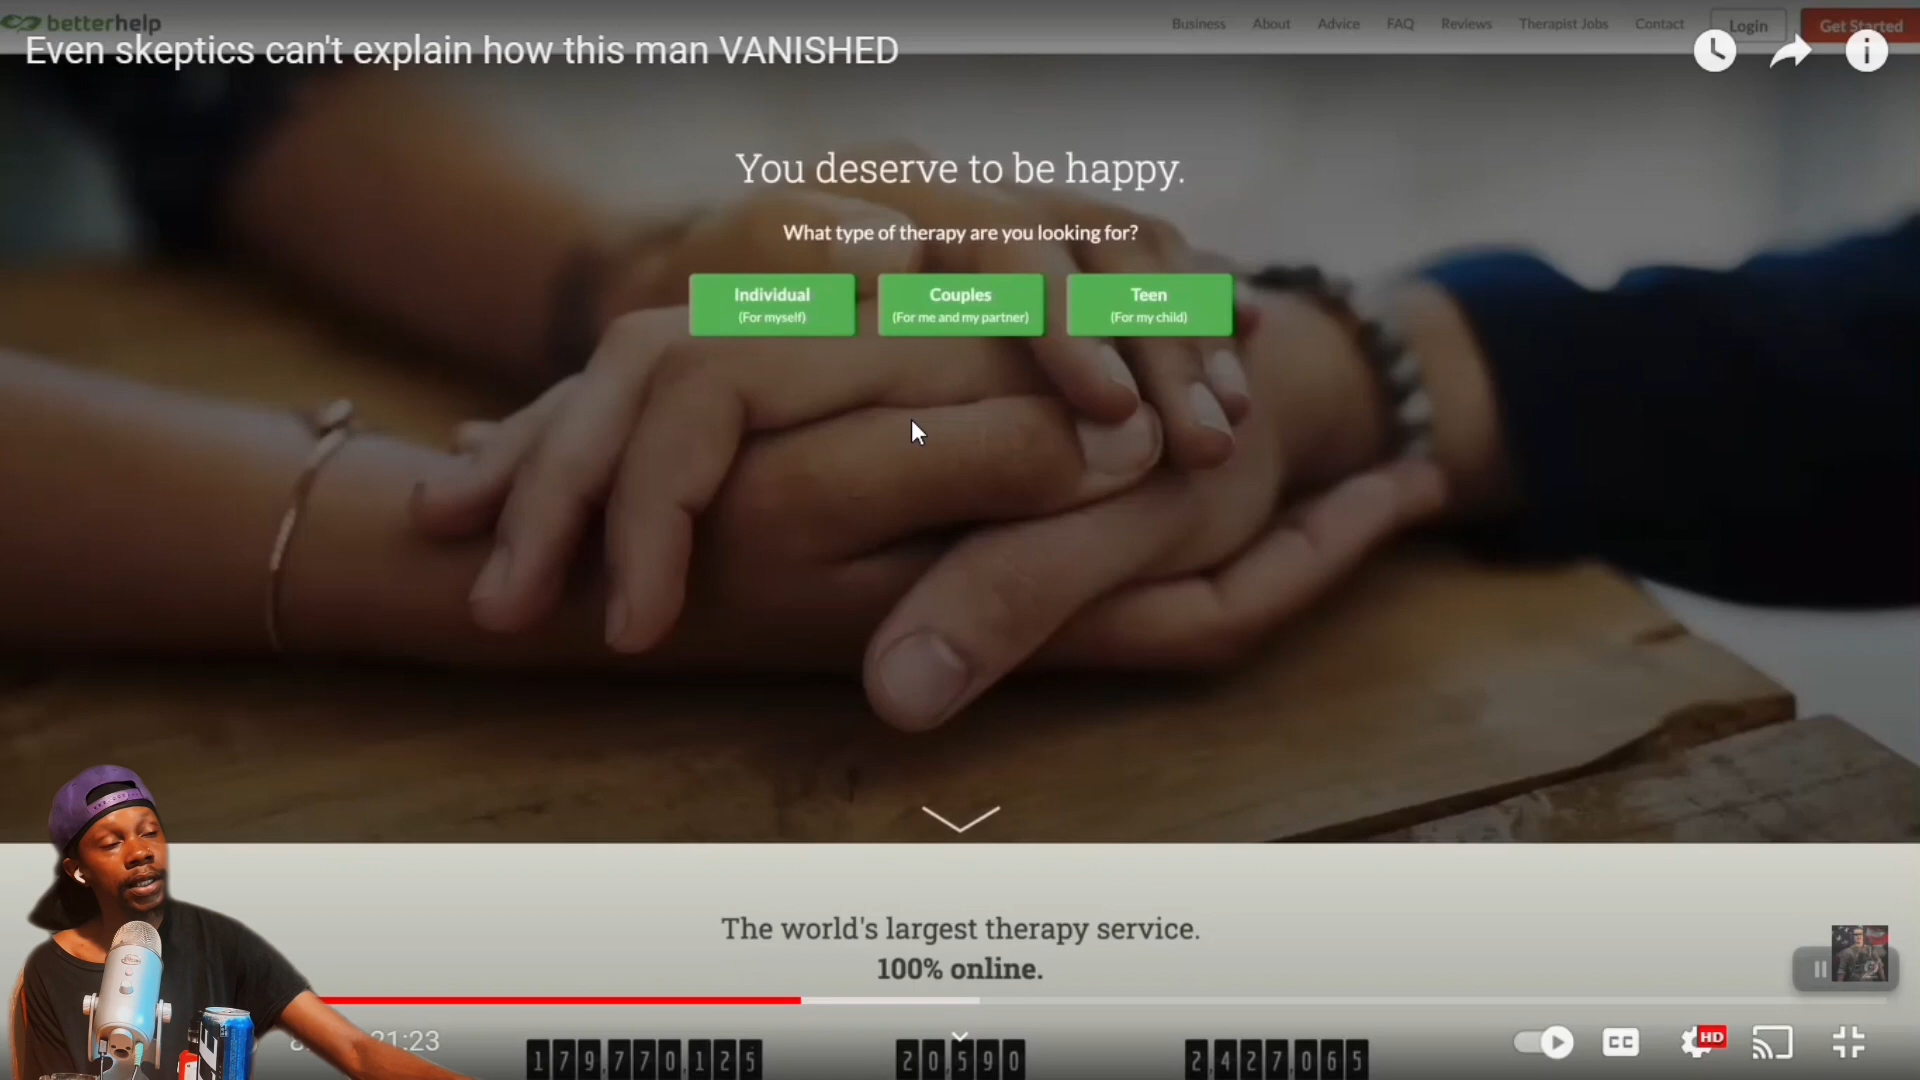 betterhelp
Business About Advice FAQ Reviews Therapist Jobs Contact Login Get Started
Even skeptics can't explain how this man VANISHED
You deserve to be happy.
What type of therapy are you looking for?
Individual
(For myself)
Couples
(For me and my partner)
Teen
(For my child)
The world's largest therapy service.
100% online.
21:23
CC
HD
179,770,125
20,590
2,427,065